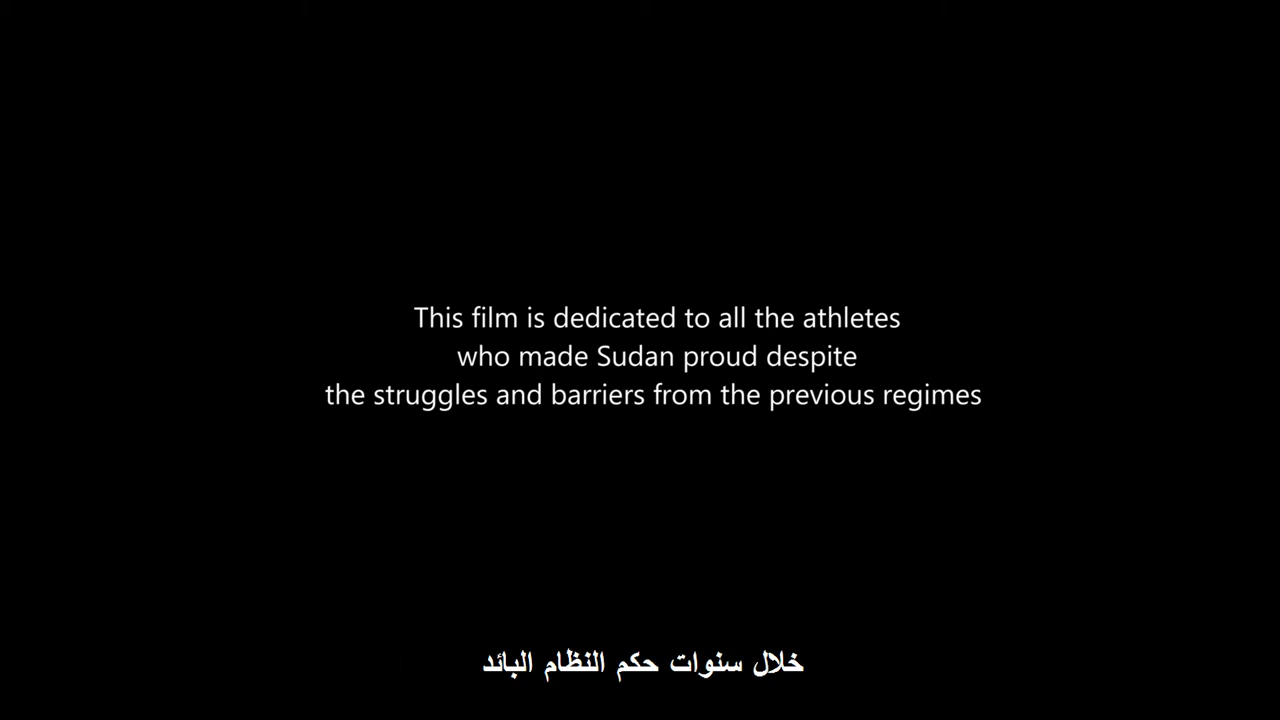 This film is dedicated to all the athletes
who made Sudan proud despite
the struggles and barriers from the previous regimes
خلال سنوات حكم النظام البائد